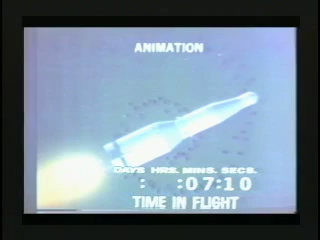 ANIMATION
DAYS HRS. MINS. SECS.
: :07:10
TIME IN FLIGHT